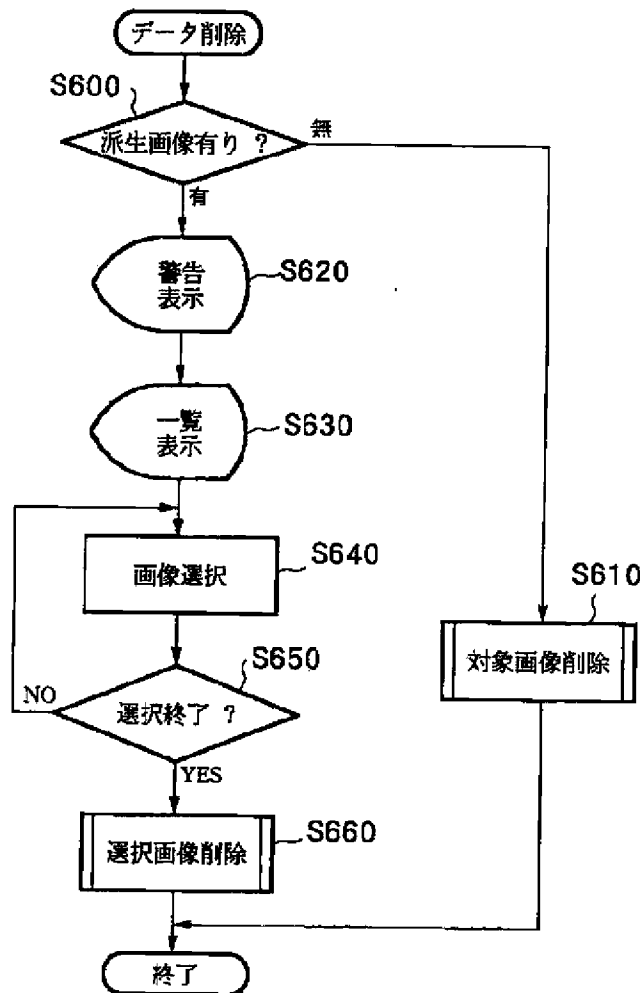 データ削除
S600
派生画像有り ?
無
有
警告
表示
S620
一覧
表示
S630
画像選択
S640
S610
対象画像削除
S650
選択終了 ?
NO
YES
選択画像削除
S660
終了